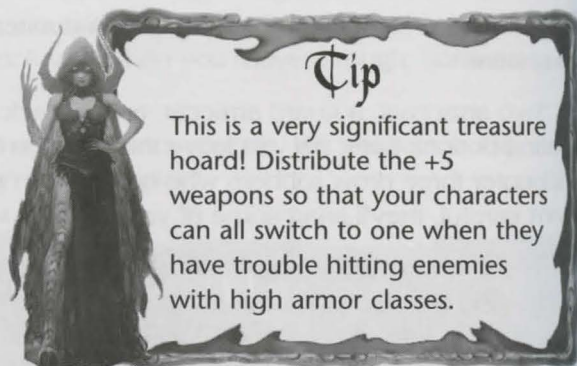 Tip
This is a very significant treasure
hoard! Distribute the +5
weapons so that your characters
can all switch to one when they
have trouble hitting enemies
with high armor classes.